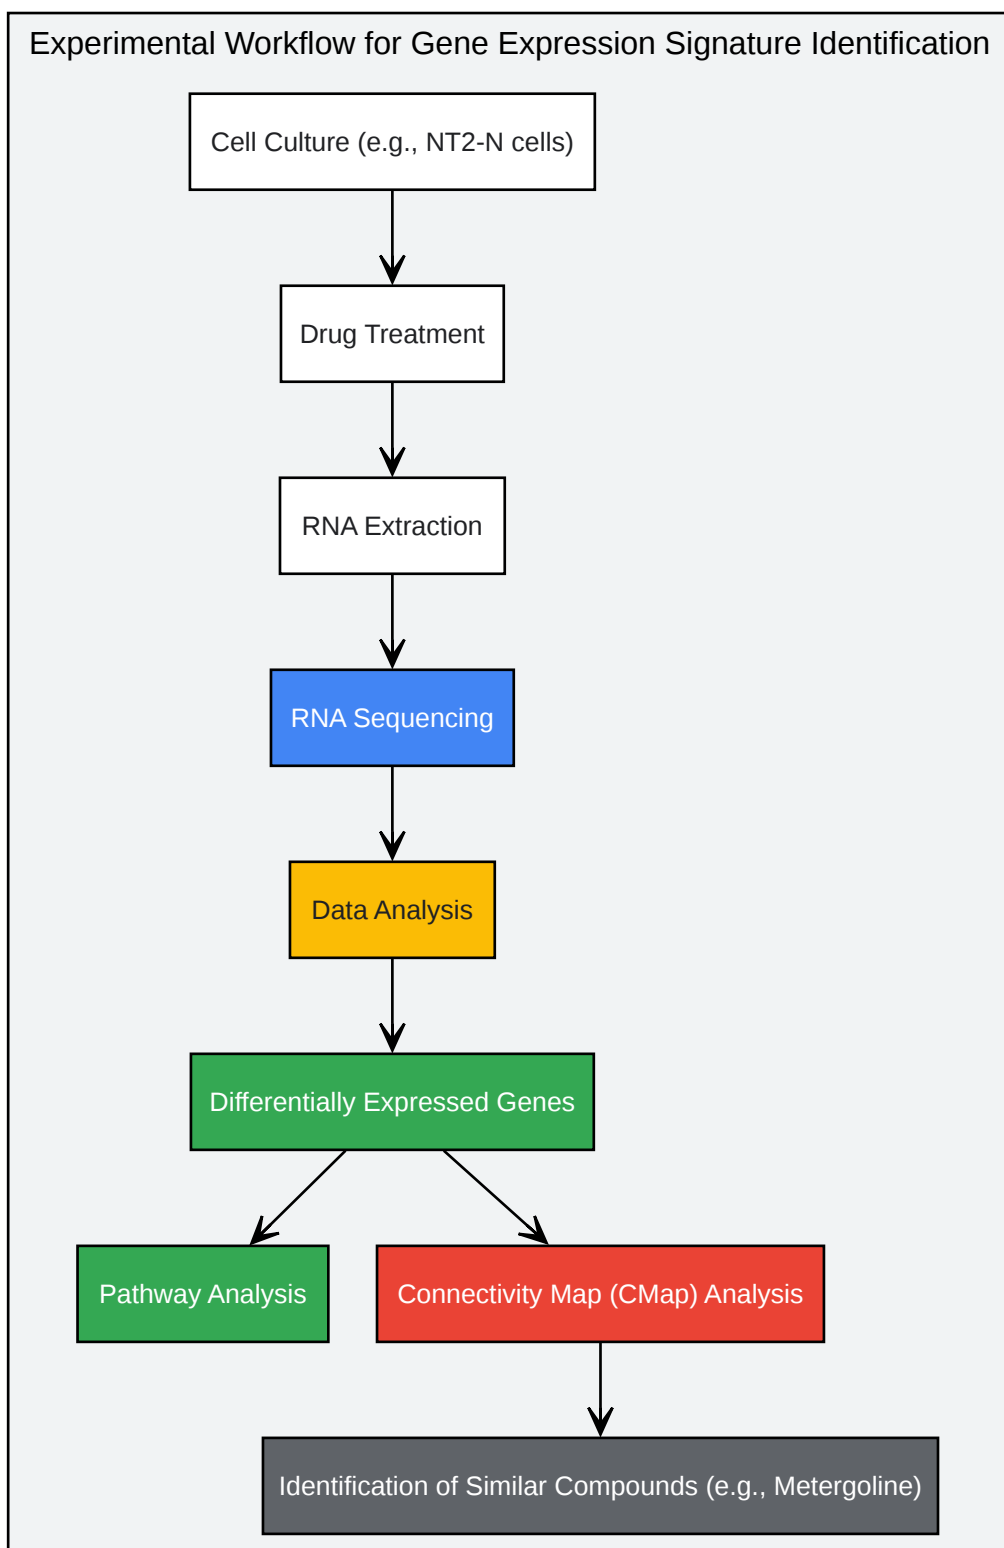 Experimental Workflow for Gene Expression Signature Identification
Cell Culture (e.g., NT2-N cells)
Drug Treatment
RNA Extraction
RNA Sequencing
Data Analysis
Differentially Expressed Genes
Pathway Analysis
Connectivity Map (CMap) Analysis
Identification of Similar Compounds (e.g., Metergoline)